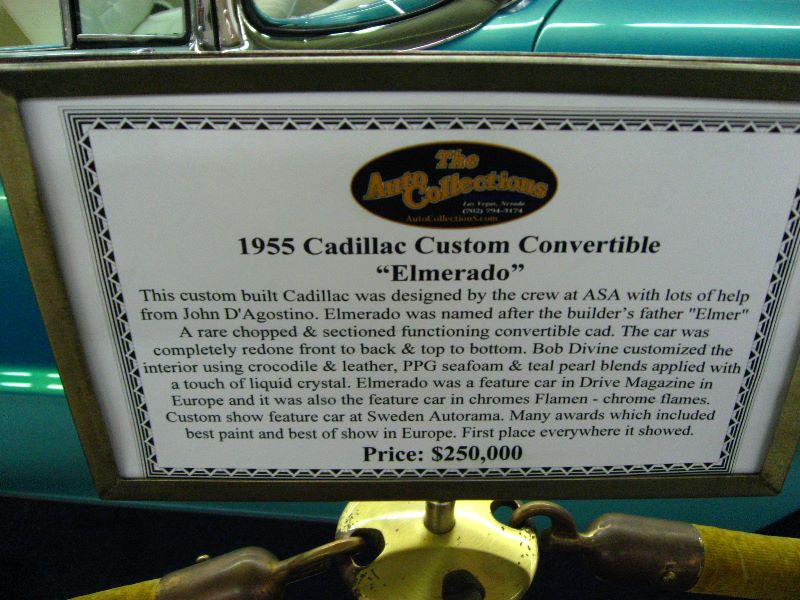 The
Auto
Collections
Las Vegas, Nevada
(702) 794-3174
AutoCollections.com
1955 Cadillac Custom Convertible
“Elmerado”
This custom built Cadillac was designed by the crew at ASA with lots of help
from John D'Agostino. Elmerado was named after the builder's father "Elmer"
A rare chopped & sectioned functioning convertible cad. The car was
completely redone front to back & top to bottom. Bob Divine customized the
interior using crocodile & leather, PPG seafoam & teal pearl blends applied with
a touch of liquid crystal. Elmerado was a feature car in Drive Magazine in
Europe and it was also the feature car in chromes Flamen - chrome flames.
Custom show feature car at Sweden Autorama. Many awards which included
best paint and best of show in Europe. First place everywhere it showed.
Price: $250,000